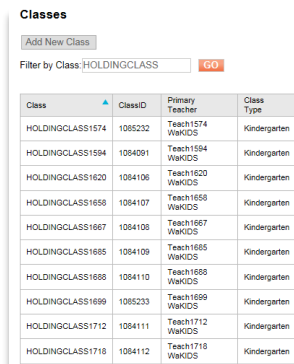 Classes
Add New Class
Filter by Class: HOLDINGCLASS GO
Class ClassID Primary Teacher Class Type
HOLDINGCLASS1574 1085232 Teach1574 WaKIDS Kindergarten
HOLDINGCLASS1594 1084091 Teach1594 WaKIDS Kindergarten
HOLDINGCLASS1620 1084106 Teach1620 WaKIDS Kindergarten
HOLDINGCLASS1658 1084107 Teach1658 WaKIDS Kindergarten
HOLDINGCLASS1667 1084108 Teach1667 WaKIDS Kindergarten
HOLDINGCLASS1685 1084109 Teach1685 WaKIDS Kindergarten
HOLDINGCLASS1688 1084110 Teach1688 WaKIDS Kindergarten
HOLDINGCLASS1699 1085233 Teach1699 WaKIDS Kindergarten
HOLDINGCLASS1712 1084111 Teach1712 WaKIDS Kindergarten
HOLDINGCLASS1718 1084112 Teach1718 WaKIDS Kindergarten